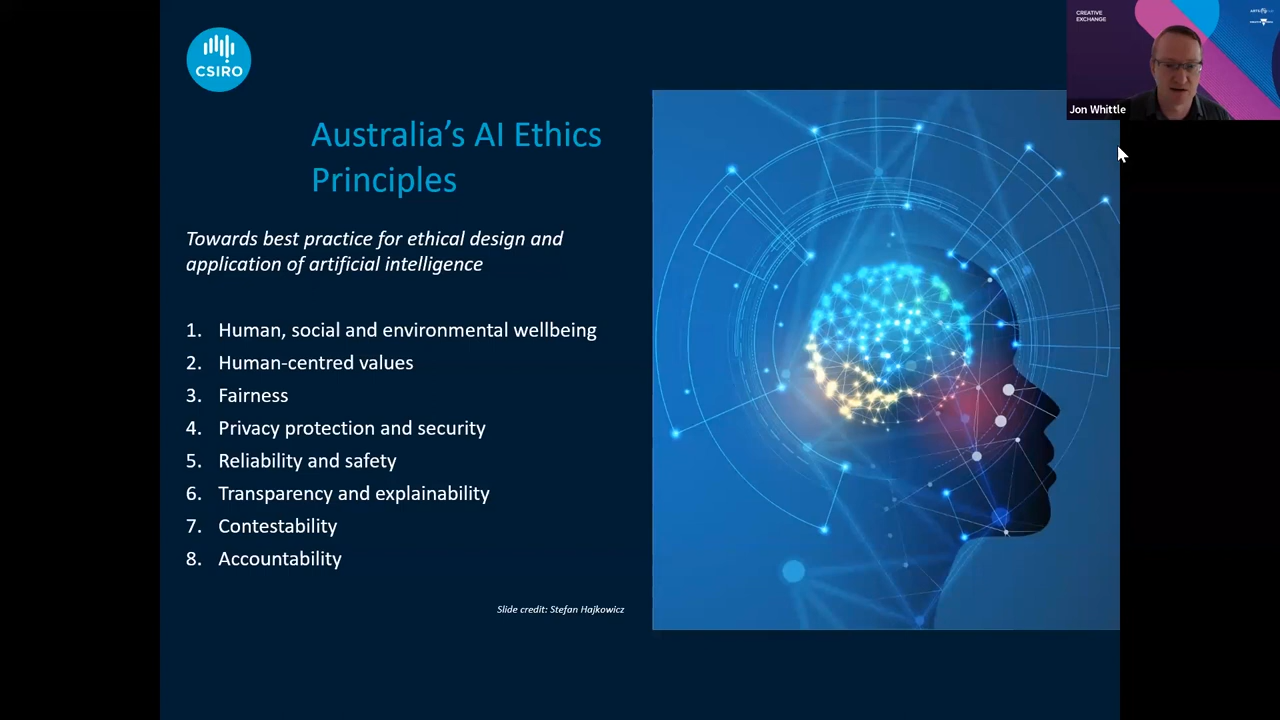 CSIRO
Australia's AI Ethics
Principles
Towards best practice for ethical design and
application of artificial intelligence
1. Human, social and environmental wellbeing
2. Human-centred values
3. Fairness
4. Privacy protection and security
5. Reliability and safety
6. Transparency and explainability
7. Contestability
8. Accountability
Slide credit: Stefan Hajkowicz
CREATIVE
EXCHANGE
Jon Whittle